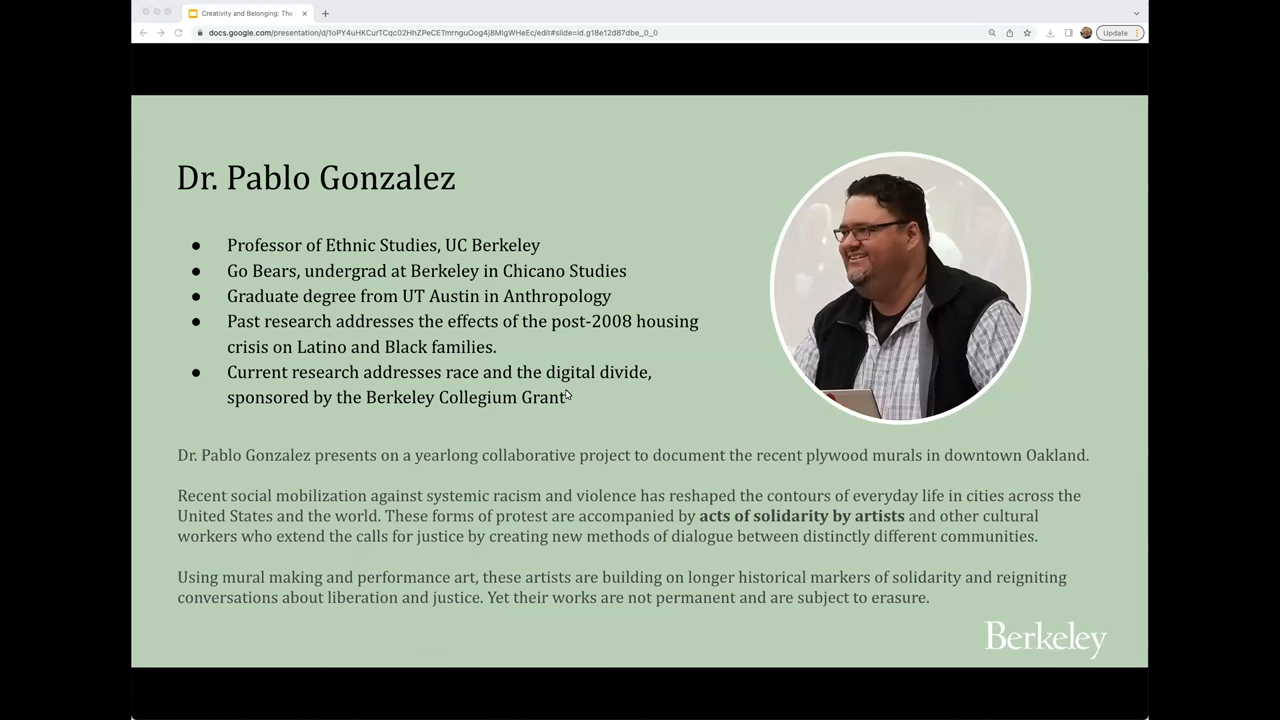 Creativity and Belonging: The
docs.google.com/presentation/d/1oPY4uHKCurTCqc02HhZPeCETmrnguOog4j8MIgWHeEc/edit#slide=id.g18e12d87dbe_0_0
Update
Dr. Pablo Gonzalez
● Professor of Ethnic Studies, UC Berkeley
● Go Bears, undergrad at Berkeley in Chicano Studies
● Graduate degree from UT Austin in Anthropology
● Past research addresses the effects of the post-2008 housing
crisis on Latino and Black families.
● Current research addresses race and the digital divide,
sponsored by the Berkeley Collegium Grant
Dr. Pablo Gonzalez presents on a yearlong collaborative project to document the recent plywood murals in downtown Oakland.
Recent social mobilization against systemic racism and violence has reshaped the contours of everyday life in cities across the
United States and the world. These forms of protest are accompanied by acts of solidarity by artists and other cultural
workers who extend the calls for justice by creating new methods of dialogue between distinctly different communities.
Using mural making and performance art, these artists are building on longer historical markers of solidarity and reigniting
conversations about liberation and justice. Yet their works are not permanent and are subject to erasure.
Berkeley